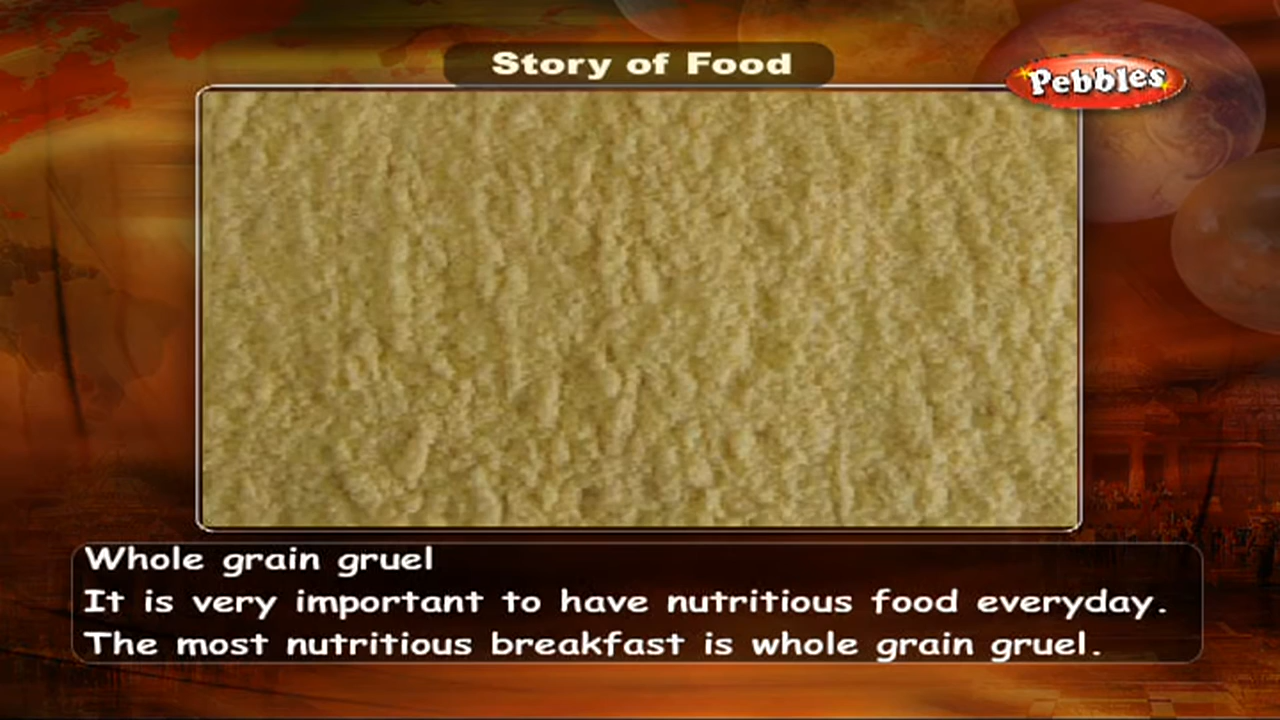 Story of Food
Pebbles
Whole grain gruel
It is very important to have nutritious food everyday.
The most nutritious breakfast is whole grain gruel.